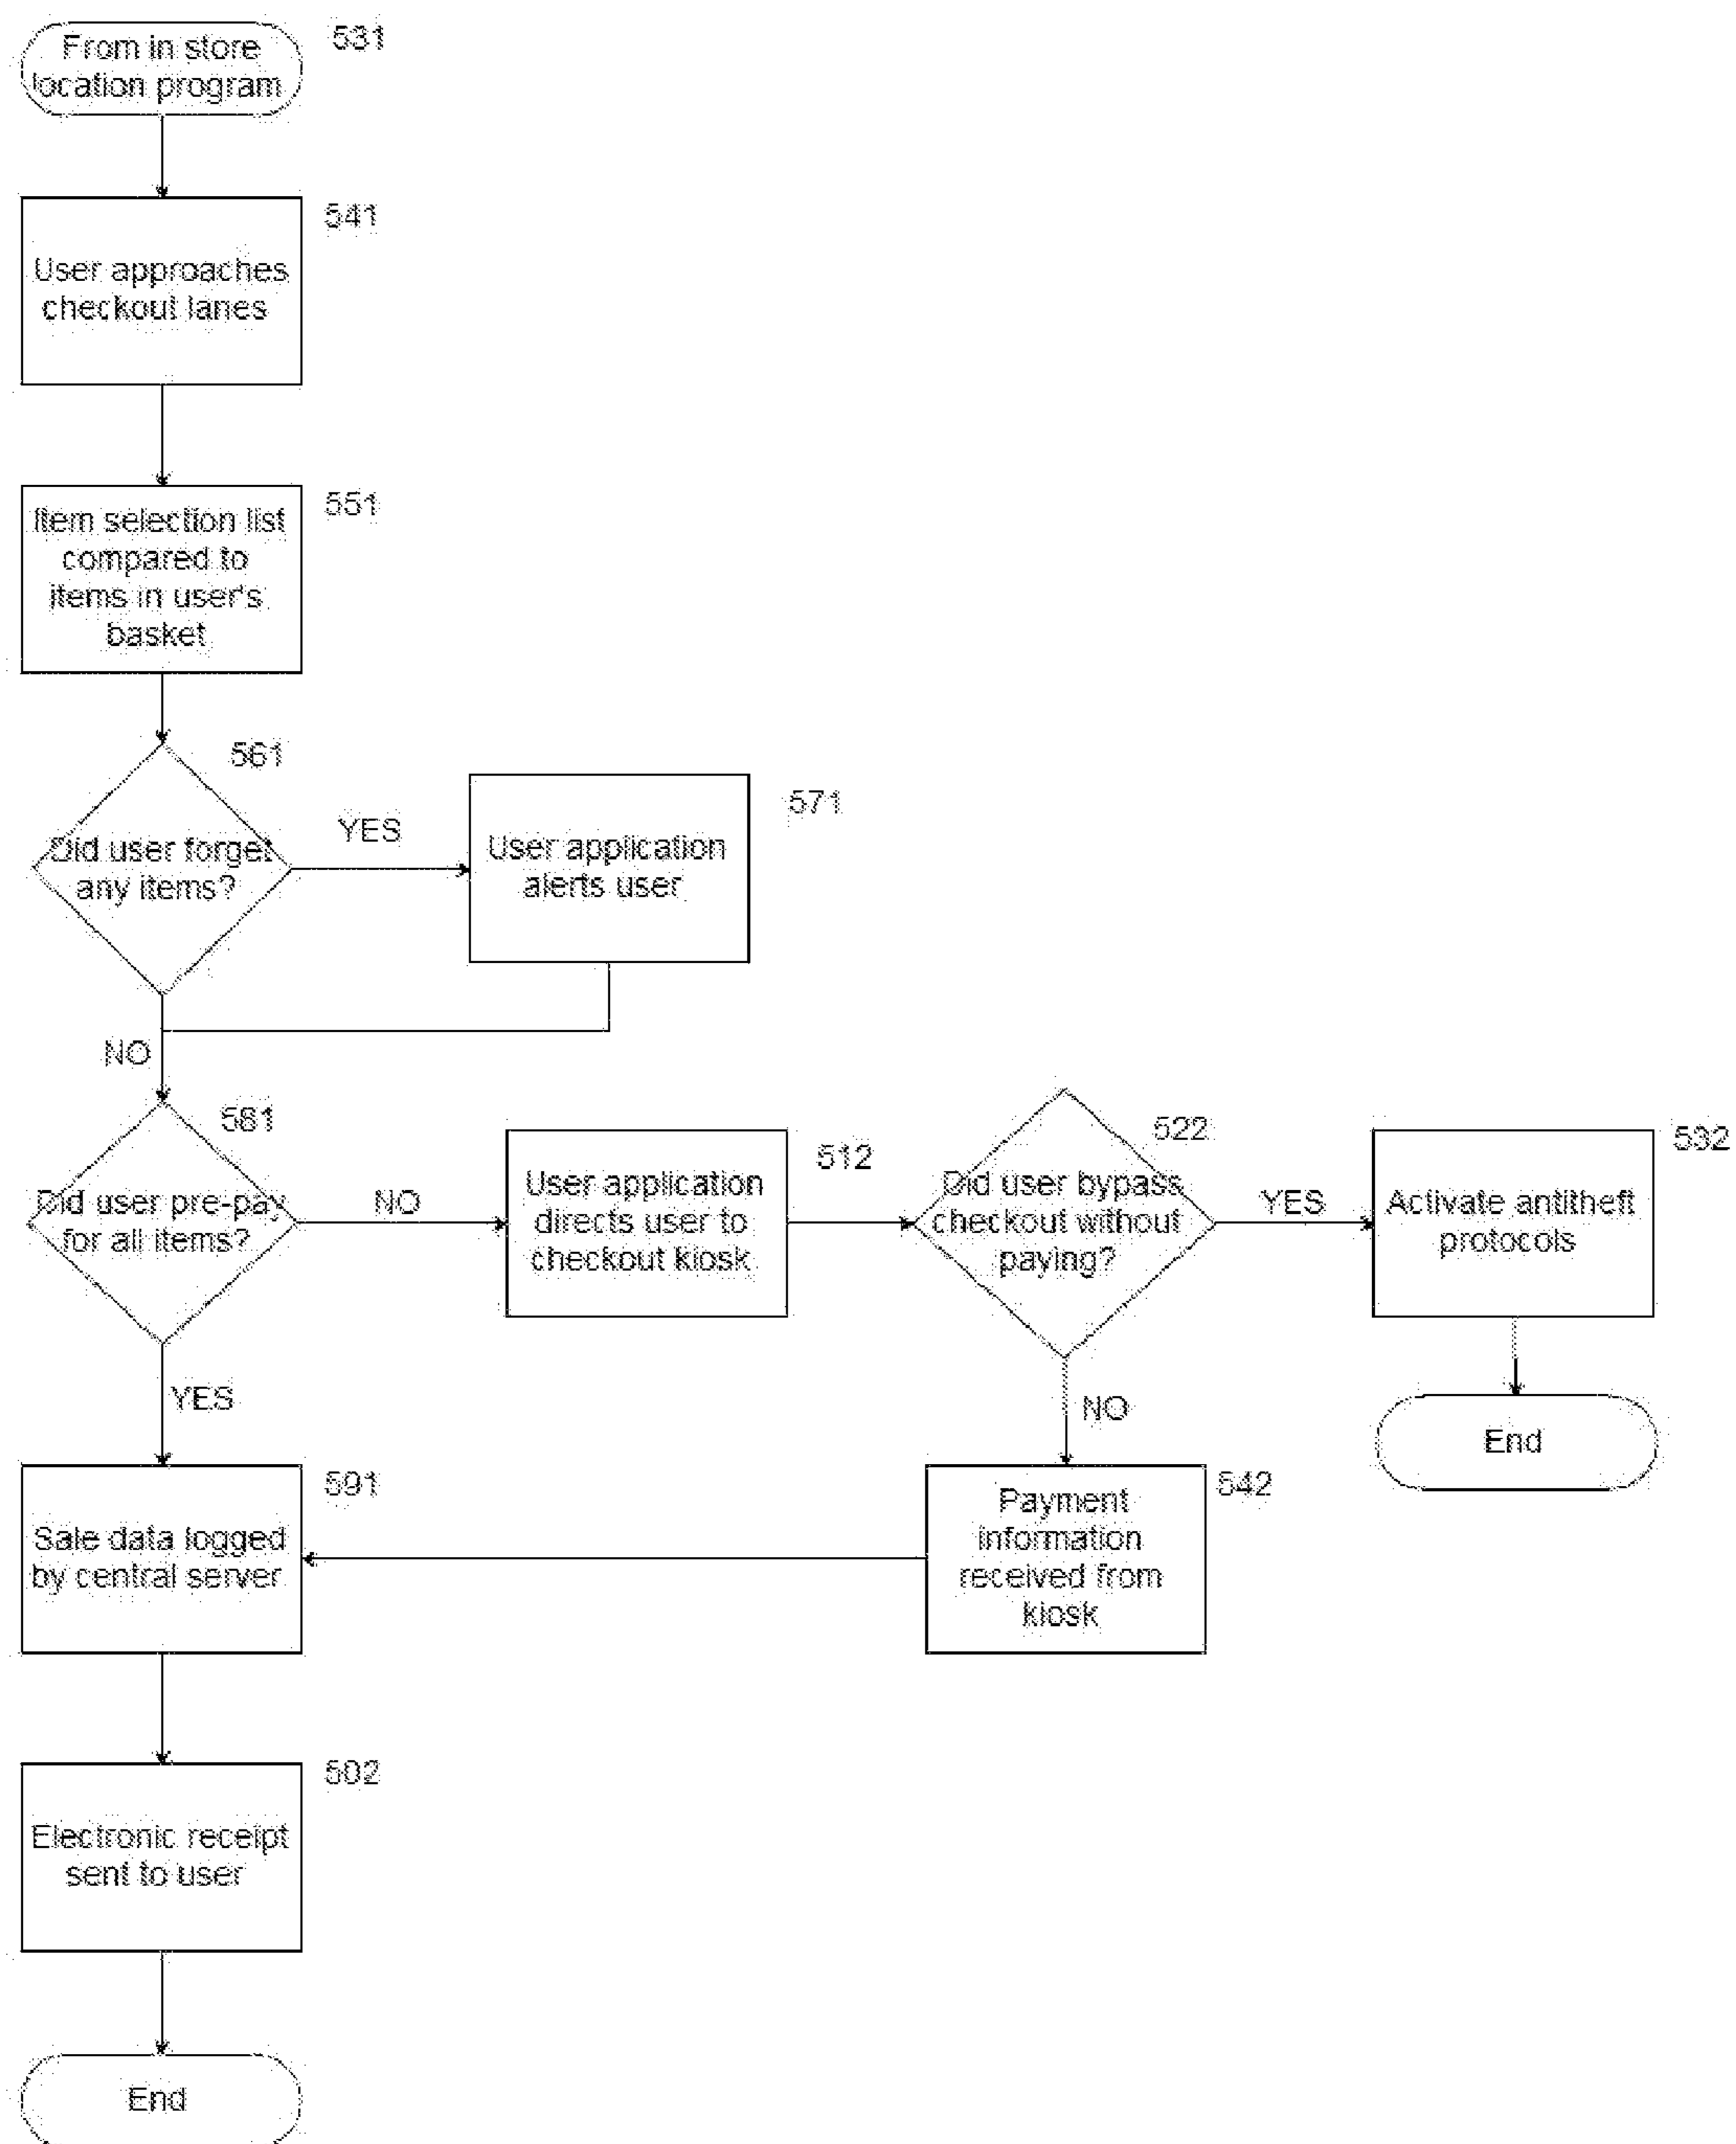 From in store
location program
531
541
User approaches
checkout lanes
551
Item selection list
compared to
items in user's
basket
561
Did user forget
any items?
YES
571
User application
alerts user
NO
581
Did user pre-pay
for all items?
NO
512
User application
directs user to
checkout kiosk
522
Did user bypass
checkout without
paying?
YES
532
Activate antitheft
protocols
YES
NO
End
591
Sale data logged
by central server
542
Payment
information
received from
kiosk
502
Electronic receipt
sent to user
End